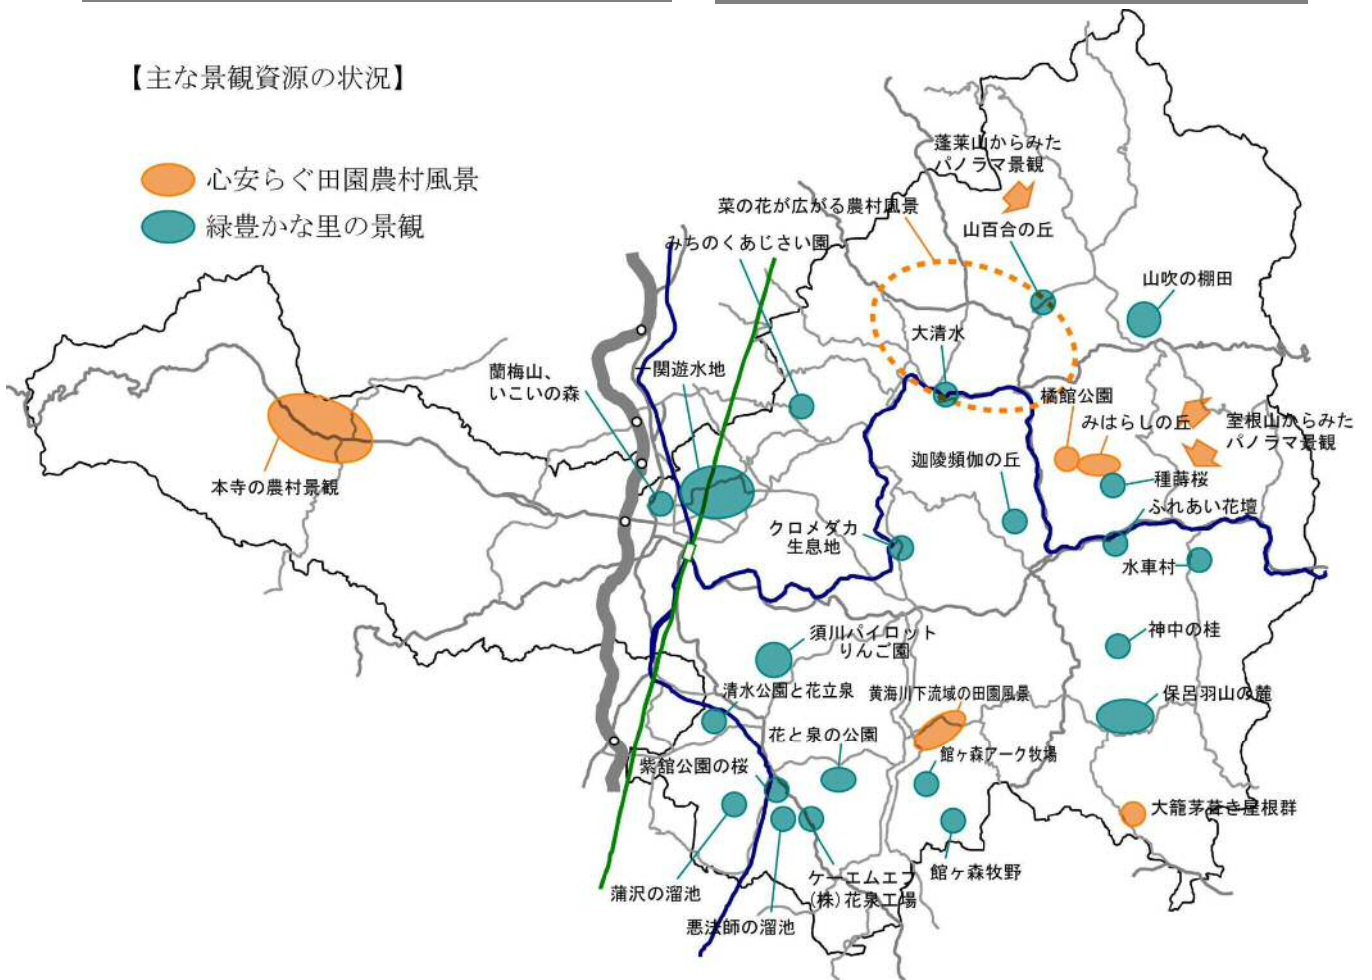 【主な景観資源の状況】
心安らぐ田園農村風景
緑豊かな里の景観
蓬莱山からみた
パノラマ景観
菜の花が広がる農村風景
山百合の丘
みちのくあじさい園
山吹の棚田
大清水
蘭梅山、
いこいの森
一関遊水地
橘館公園
みはらしの丘
室根山からみた
パノラマ景観
本寺の農村景観
迦陵頻伽の丘
種蒔桜
ふれあい花壇
クロメダカ
生息地
水車村
須川パイロット
りんご園
神中の桂
清水公園と花立泉
黄海川下流域の田園風景
保呂羽山の麓
花と泉の公園
館ヶ森アーク牧場
紫舘公園の桜
大籠茅葺き屋根群
蒲沢の溜池
ケーエムエフ
(株)花泉工場
館ヶ森牧野
悪法師の溜池